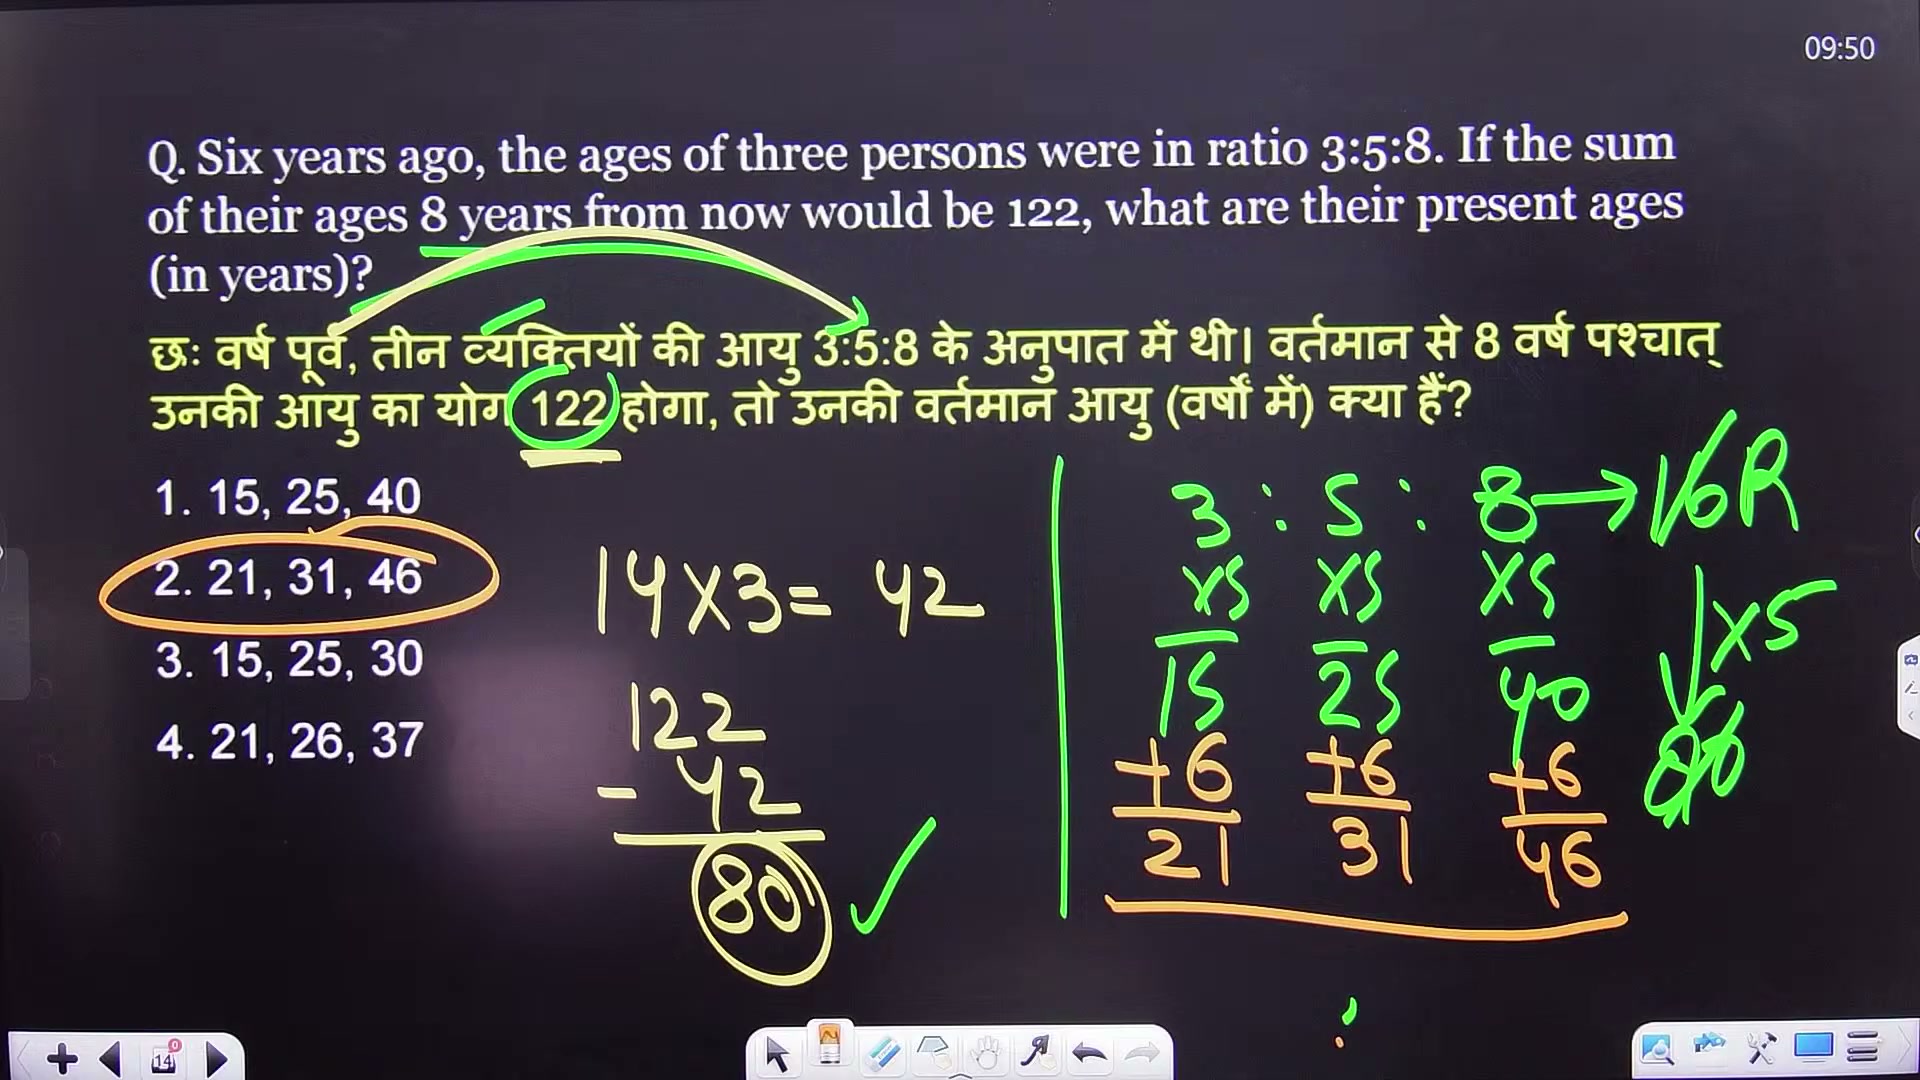 09:50
Q. Six years ago, the ages of three persons were in ratio 3:5:8. If the sum
of their ages 8 years from now would be 122, what are their present ages
(in years)?
छः वर्ष पूर्व, तीन व्यक्तियों की आयु 3:5:8 के अनुपात में थी। वर्तमान से 8 वर्ष पश्चात्
उनकी आयु का योग 122 होगा, तो उनकी वर्तमान आयु (वर्षों में) क्या हैं?
1. 15, 25, 40
2. 21, 31, 46
3. 15, 25, 30
4. 21, 26, 37
14×3= 42
122
- 42
80
3 : 5 : 8 → 16R
×5 ×5 ×5 ×5
15 25 40 80
+6 +6 +6
21 31 46
14
0